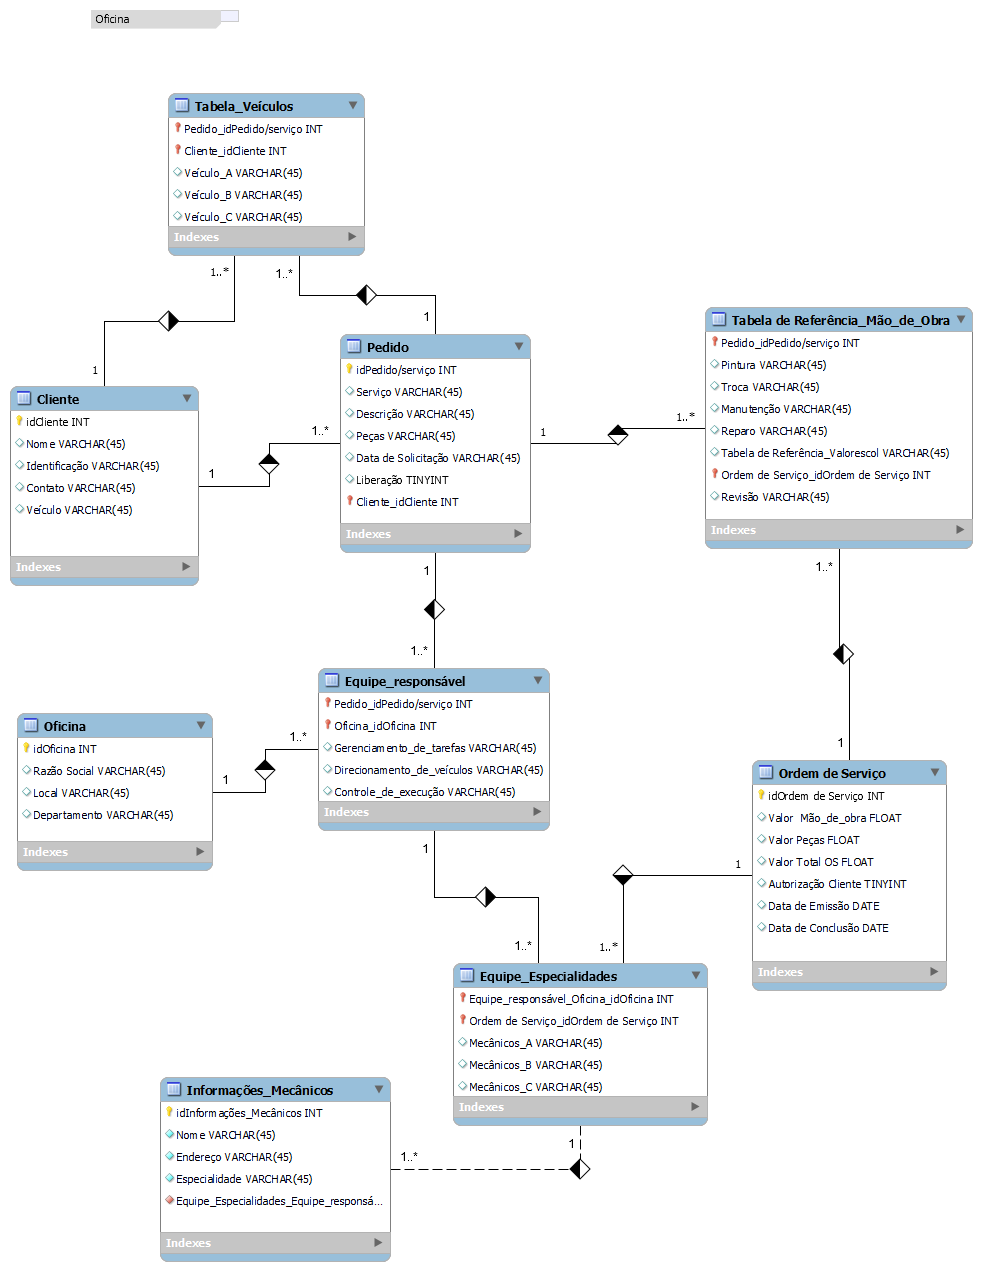 Oficina
Tabela_Veículos
Pedido_idPedido/serviço INT
Cliente_idCliente INT
Veículo_A VARCHAR(45)
Veículo_B VARCHAR(45)
Veículo_C VARCHAR(45)
Indexes
1..*
1..*
1
1
Pedido
idPedido/serviço INT
Serviço VARCHAR(45)
Descrição VARCHAR(45)
Peças VARCHAR(45)
Data de Solicitação VARCHAR(45)
Liberação TINYINT
Cliente_idCliente INT
Indexes
Tabela de Referência_Mão_de_Obra
Pedido_idPedido/serviço INT
Pintura VARCHAR(45)
Troca VARCHAR(45)
Manutenção VARCHAR(45)
Reparo VARCHAR(45)
Tabela de Referência_Valorescol VARCHAR(45)
Ordem de Serviço_idOrdem de Serviço INT
Revisão VARCHAR(45)
Indexes
Cliente
idCliente INT
Nome VARCHAR(45)
Identificação VARCHAR(45)
Contato VARCHAR(45)
Veículo VARCHAR(45)
Indexes
1
1..*
1
1..*
1
1..*
1..*
1
Equipe_responsável
Pedido_idPedido/serviço INT
Oficina_idOficina INT
Gerenciamento_de_tarefas VARCHAR(45)
Direcionamento_de_veículos VARCHAR(45)
Controle_de_execução VARCHAR(45)
Indexes
Oficina
idOficina INT
Razão Social VARCHAR(45)
Local VARCHAR(45)
Departamento VARCHAR(45)
Indexes
1
1..*
Ordem de Serviço
idOrdem de Serviço INT
Valor  Mão_de_obra FLOAT
Valor Peças FLOAT
Valor Total OS FLOAT
Autorização Cliente TINYINT
Data de Emissão DATE
Data de Conclusão DATE
Indexes
1
1..*
1
1..*
Equipe_Especialidades
Equipe_responsável_Oficina_idOficina INT
Ordem de Serviço_idOrdem de Serviço INT
Mecânicos_A VARCHAR(45)
Mecânicos_B VARCHAR(45)
Mecânicos_C VARCHAR(45)
Indexes
Informações_Mecânicos
idInformações_Mecânicos INT
Nome VARCHAR(45)
Endereço VARCHAR(45)
Especialidade VARCHAR(45)
Equipe_Especialidades_Equipe_responsá...
Indexes
1
1..*